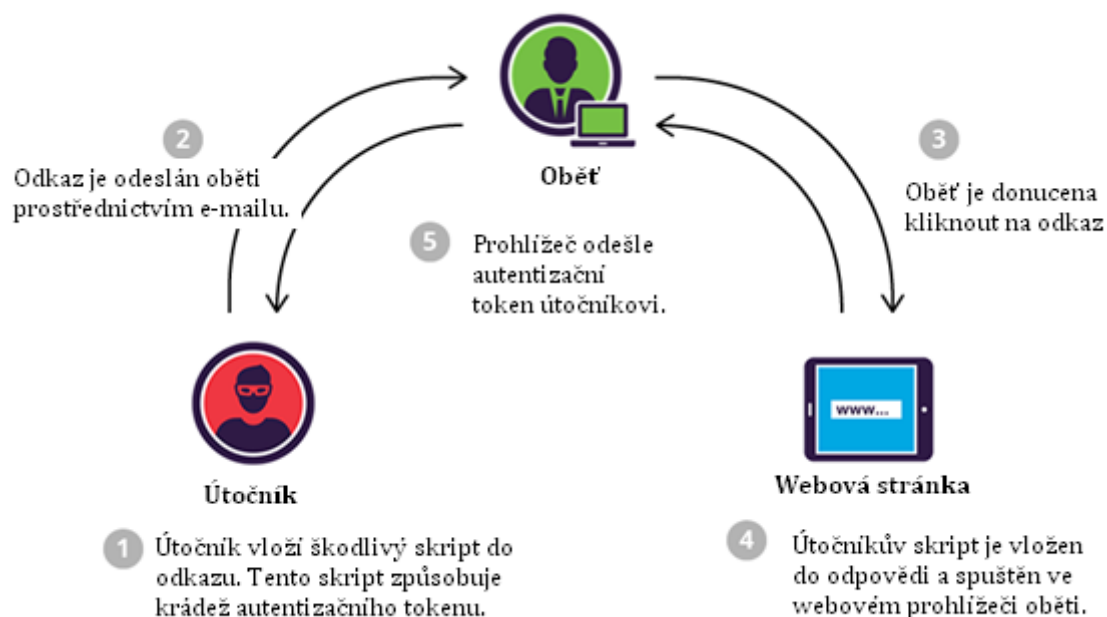 2
Odkaz je odeslán oběti
prostřednictvím e-mailu.
Oběť
3
Oběť je donucena
kliknout na odkaz
5
Prohlížeč odešle
autentizační
token útočníkovi.
Útočník
www...
Webová stránka
1
Útočník vloží škodlivý skript do
odkazu. Tento skript způsobuje
krádež autentizačního tokenu.
4
Útočníkův skript je vložen
do odpovědi a spuštěn ve
webovém prohlížeči oběti.